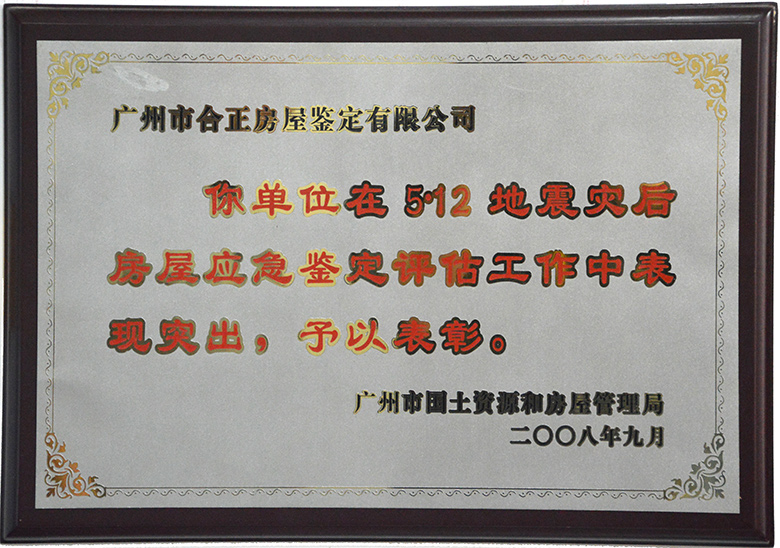 广州市合正房屋鉴定有限公司
你单位在5·12地震灾后
房屋应急鉴定评估工作中表
现突出，予以表彰。
广州市国土资源和房屋管理局
二〇〇八年九月